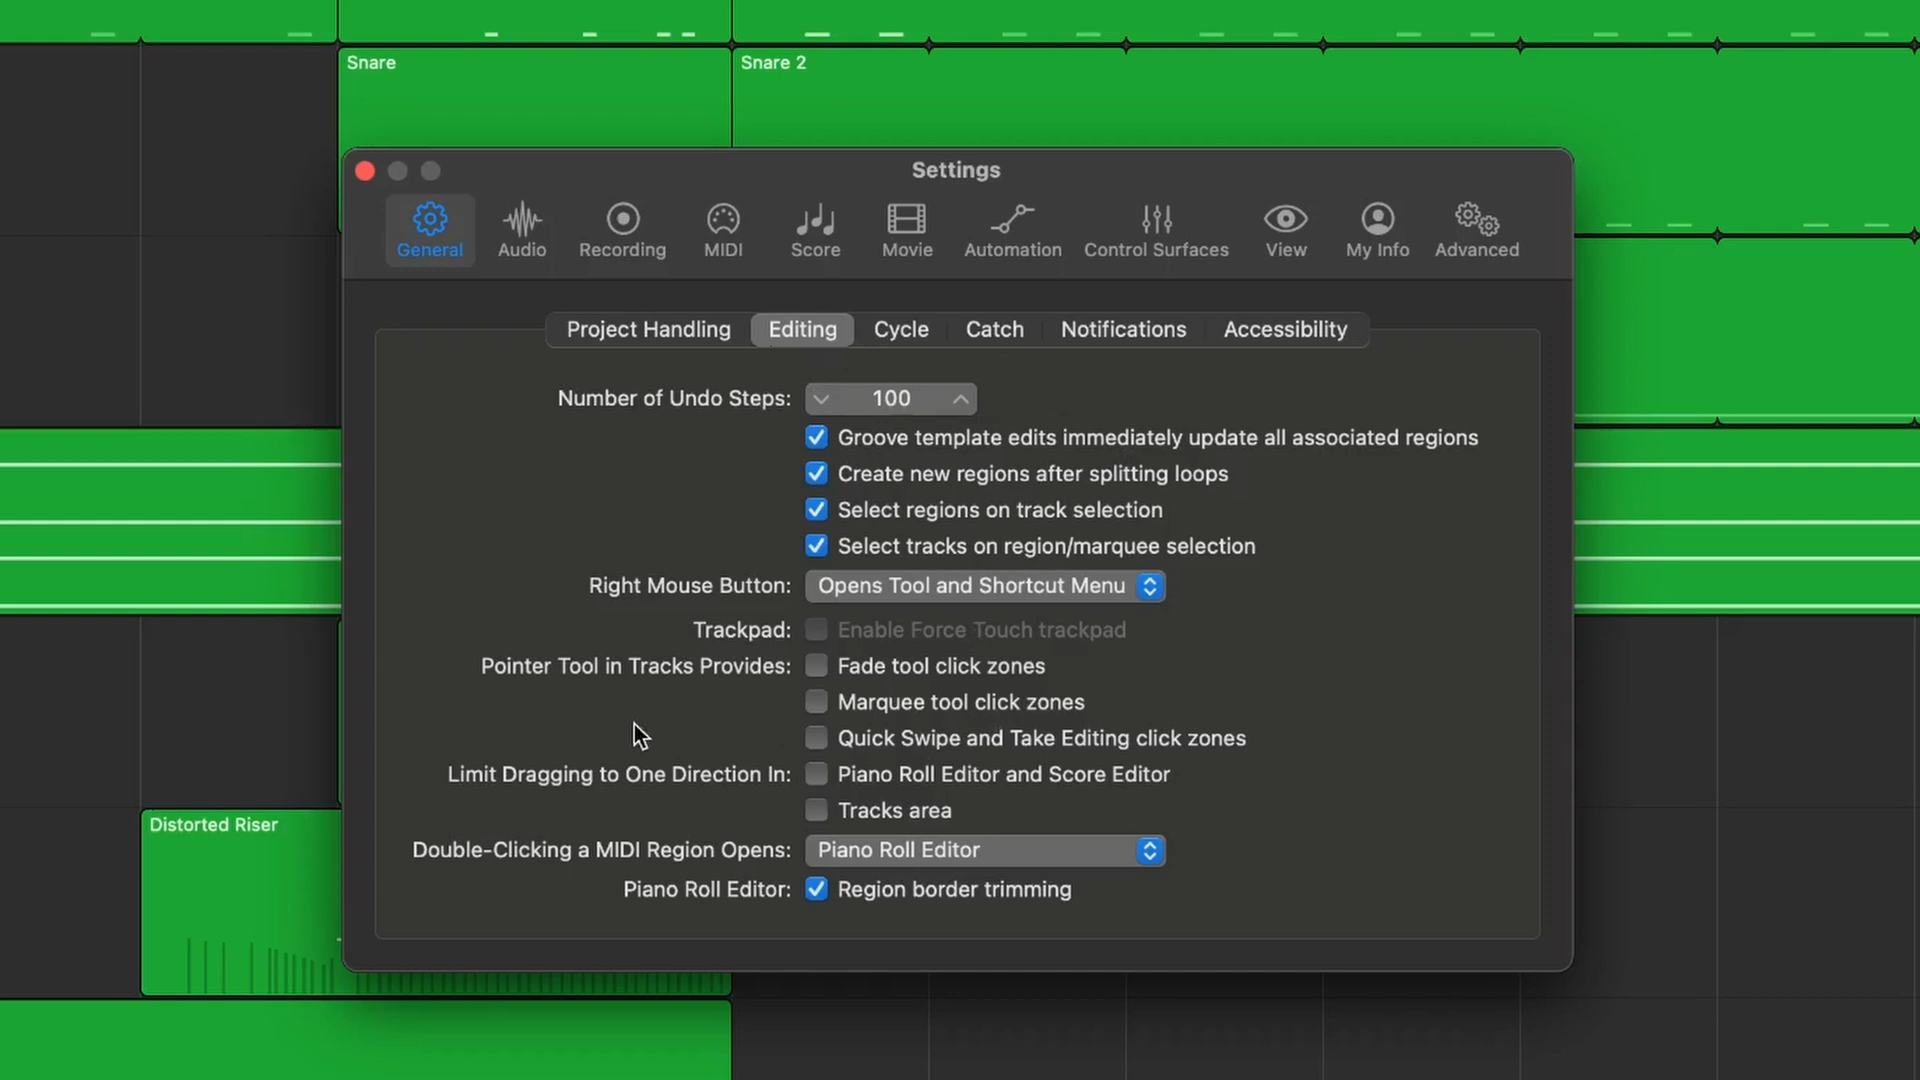 Snare
Snare 2
Settings
General
Audio
Recording
MIDI
Score
Movie
Automation
Control Surfaces
View
My Info
Advanced
Project Handling
Editing
Cycle
Catch
Notifications
Accessibility
Number of Undo Steps: 100
Groove template edits immediately update all associated regions
Create new regions after splitting loops
Select regions on track selection
Select tracks on region/marquee selection
Right Mouse Button: Opens Tool and Shortcut Menu
Trackpad: Enable Force Touch trackpad
Pointer Tool in Tracks Provides: Fade tool click zones
Marquee tool click zones
Quick Swipe and Take Editing click zones
Limit Dragging to One Direction In: Piano Roll Editor and Score Editor
Tracks area
Distorted Riser
Double-Clicking a MIDI Region Opens: Piano Roll Editor
Piano Roll Editor: Region border trimming